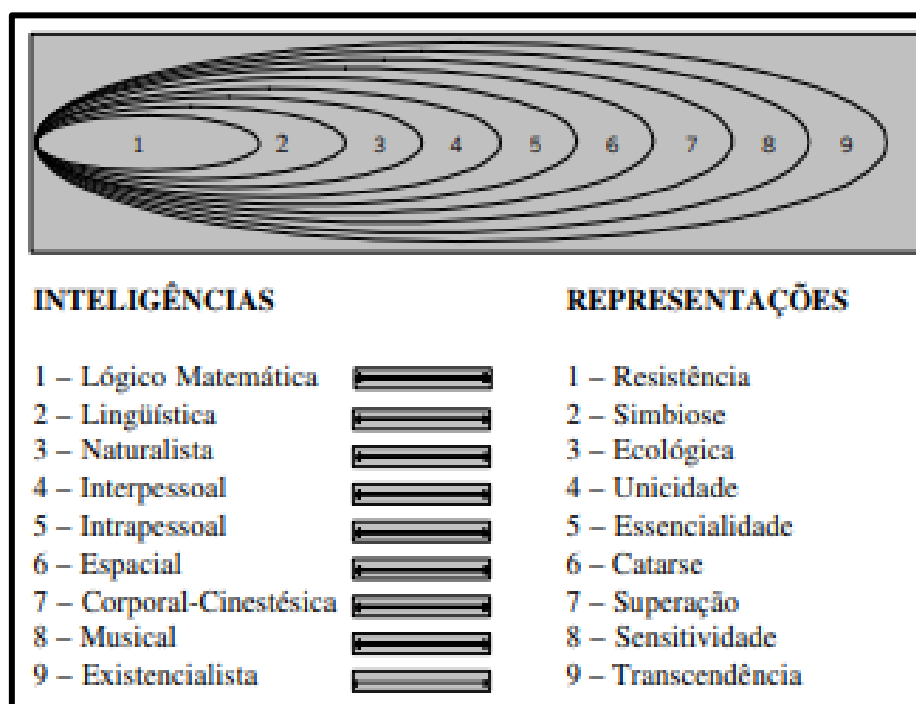 1 2 3 4 5 6 7 8 9
INTELIGÊNCIAS REPRESENTAÇÕES
1 – Lógico Matemática 1 – Resistência
2 – Lingüística 2 – Simbiose
3 – Naturalista 3 – Ecológica
4 – Interpessoal 4 – Unicidade
5 – Intrapessoal 5 – Essencialidade
6 – Espacial 6 – Catarse
7 – Corporal-Cinestésica 7 – Superação
8 – Musical 8 – Sensitividade
9 – Existencialista 9 – Transcendência